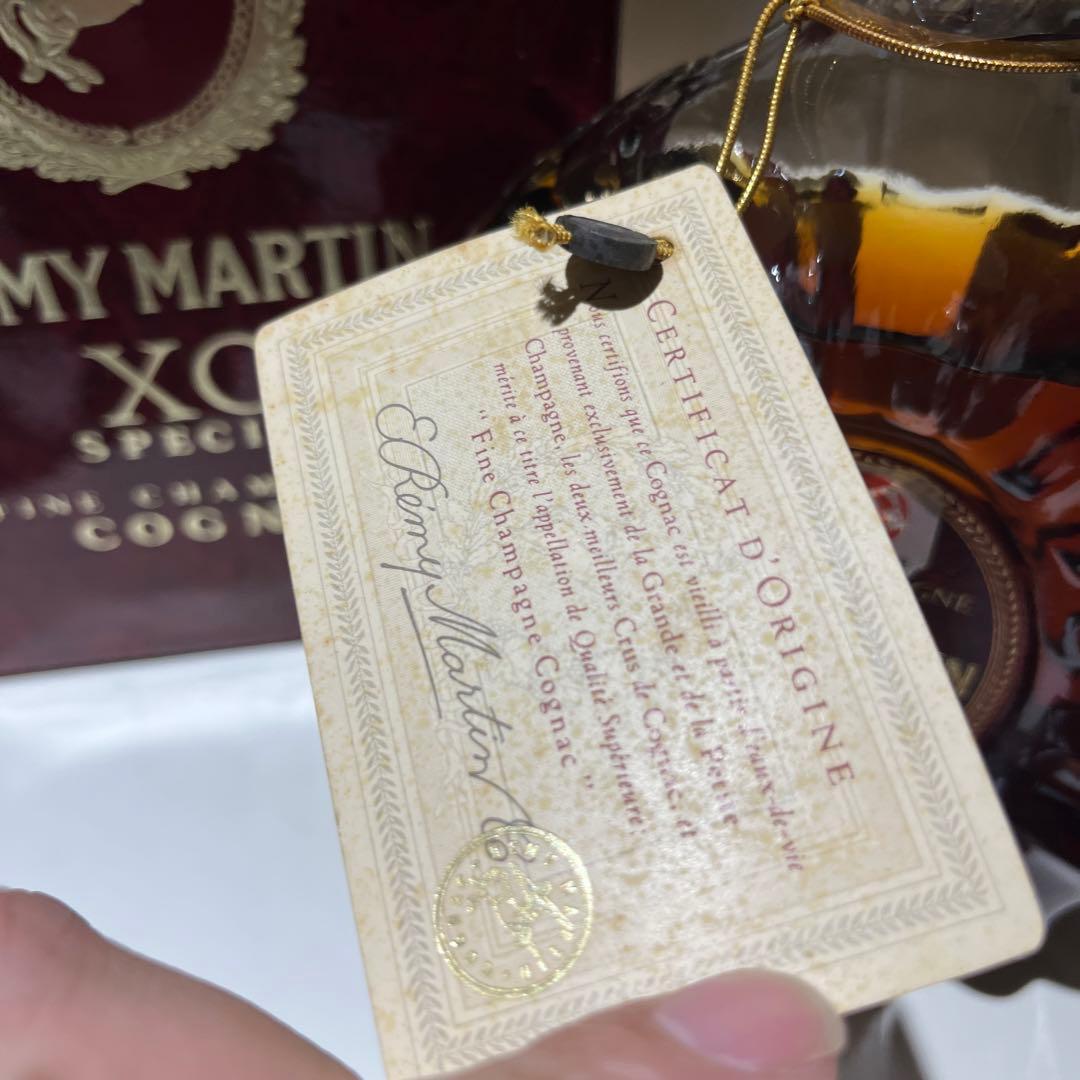 MY MARTIN
XO
SPECI
FINE CHAM
COGN
CERTIFICAT D'ORIGINE
Nous certifions que ce Cognac est vieilli à partir d'eaux-de-vie
provenant exclusivement de la Grande et de la Petite
Champagne, les deux meilleurs Crus de Cognac, et
mérite à ce titre l'appellation de Qualité Supérieure;
"Fine Champagne Cognac"
E. Rémy Martin &
GNE